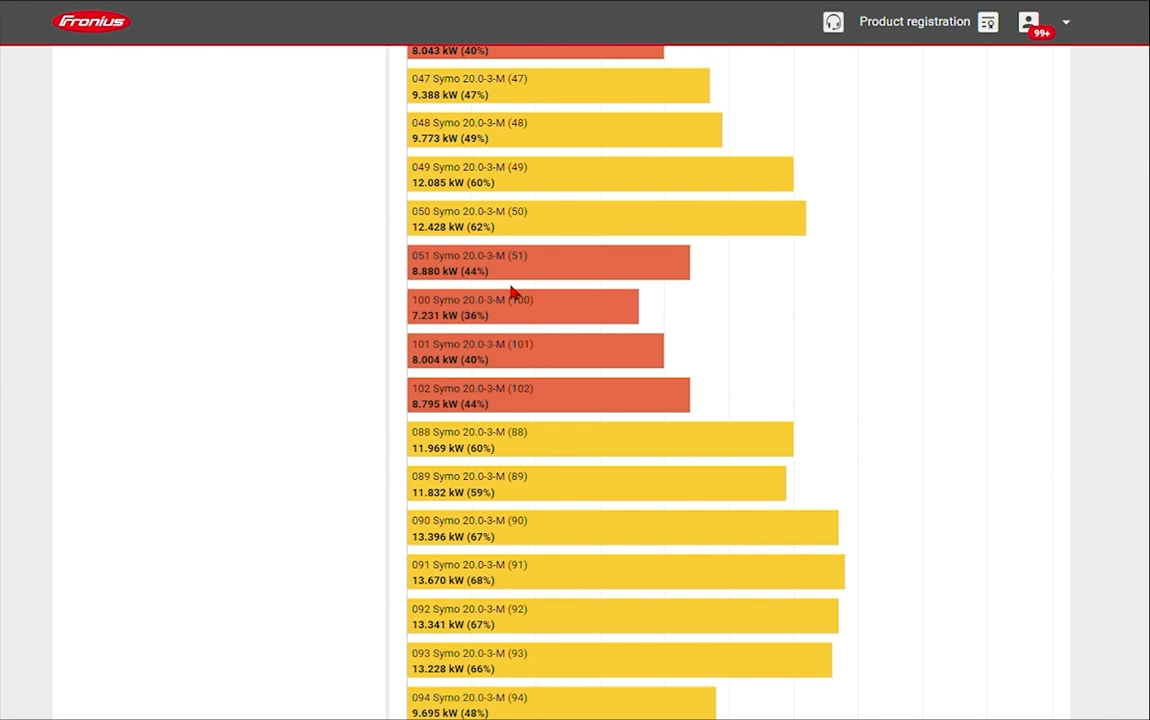 Fronius
Product registration
99+
8.043 kW (40%)
047 Symo 20.0-3-M (47)
9.388 kW (47%)
048 Symo 20.0-3-M (48)
9.773 kW (49%)
049 Symo 20.0-3-M (49)
12.085 kW (60%)
050 Symo 20.0-3-M (50)
12.428 kW (62%)
051 Symo 20.0-3-M (51)
8.880 kW (44%)
100 Symo 20.0-3-M (100)
7.231 kW (36%)
101 Symo 20.0-3-M (101)
8.004 kW (40%)
102 Symo 20.0-3-M (102)
8.795 kW (44%)
088 Symo 20.0-3-M (88)
11.969 kW (60%)
089 Symo 20.0-3-M (89)
11.832 kW (59%)
090 Symo 20.0-3-M (90)
13.396 kW (67%)
091 Symo 20.0-3-M (91)
13.670 kW (68%)
092 Symo 20.0-3-M (92)
13.341 kW (67%)
093 Symo 20.0-3-M (93)
13.228 kW (66%)
094 Symo 20.0-3-M (94)
9.695 kW (48%)